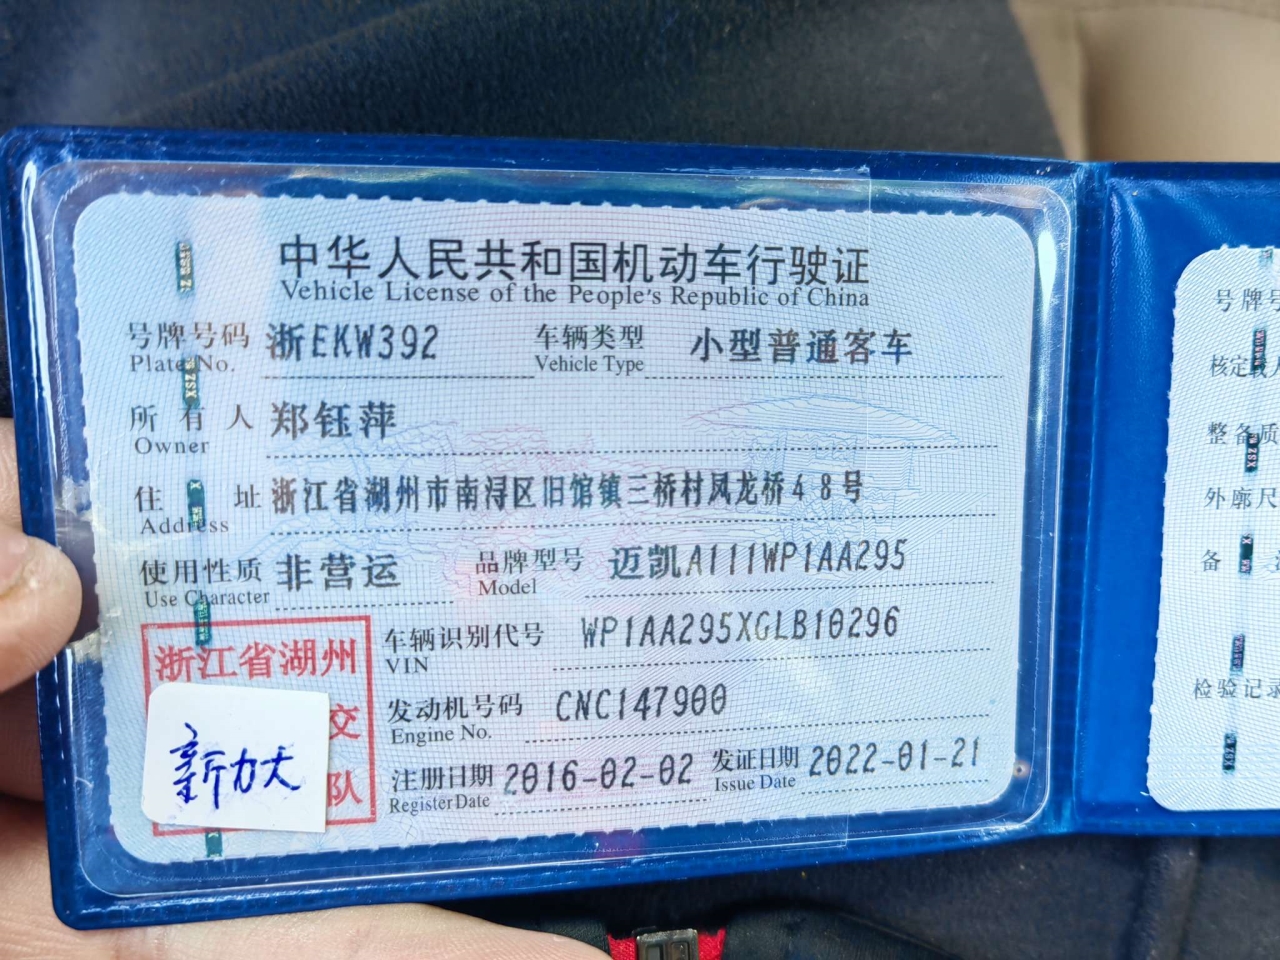 中华人民共和国机动车行驶证
Vehicle License of the People's Republic of China
号牌号码 浙EKW392 车辆类型 小型普通客车
Plate No. Vehicle Type
所有人 郑钰萍
Owner
住址 浙江省湖州市南浔区旧馆镇三桥村凤龙桥48号
Address
使用性质 非营运 品牌型号 迈凯A111WP1AA295
Use Character Model
浙江省湖州
交
队
新加大
车辆识别代号 WP1AA295XGLB10296
VIN
发动机号码 CNC147900
Engine No.
注册日期 2016-02-02 发证日期 2022-01-21
Register Date Issue Date
号牌号
核定载人
整备质
外廓尺
备
检验记录